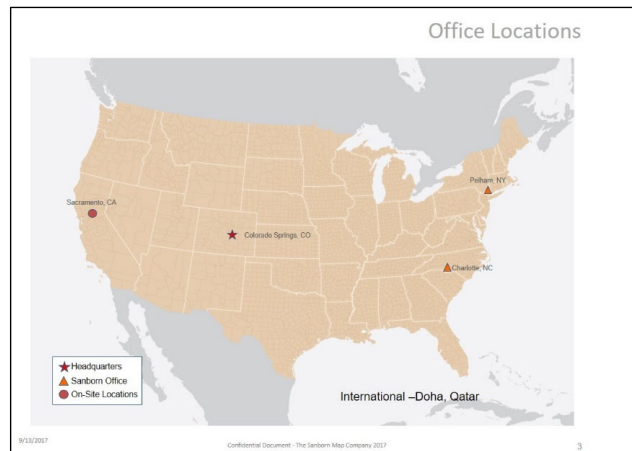 Office Locations
Pelham, NY
Sacramento, CA
Colorado Springs, CO
Charlotte, NC
Headquarters
Sanborn Office
On-Site Locations
International –Doha, Qatar
9/13/2017
Confidential Document - The Sanborn Map Company 2017
3